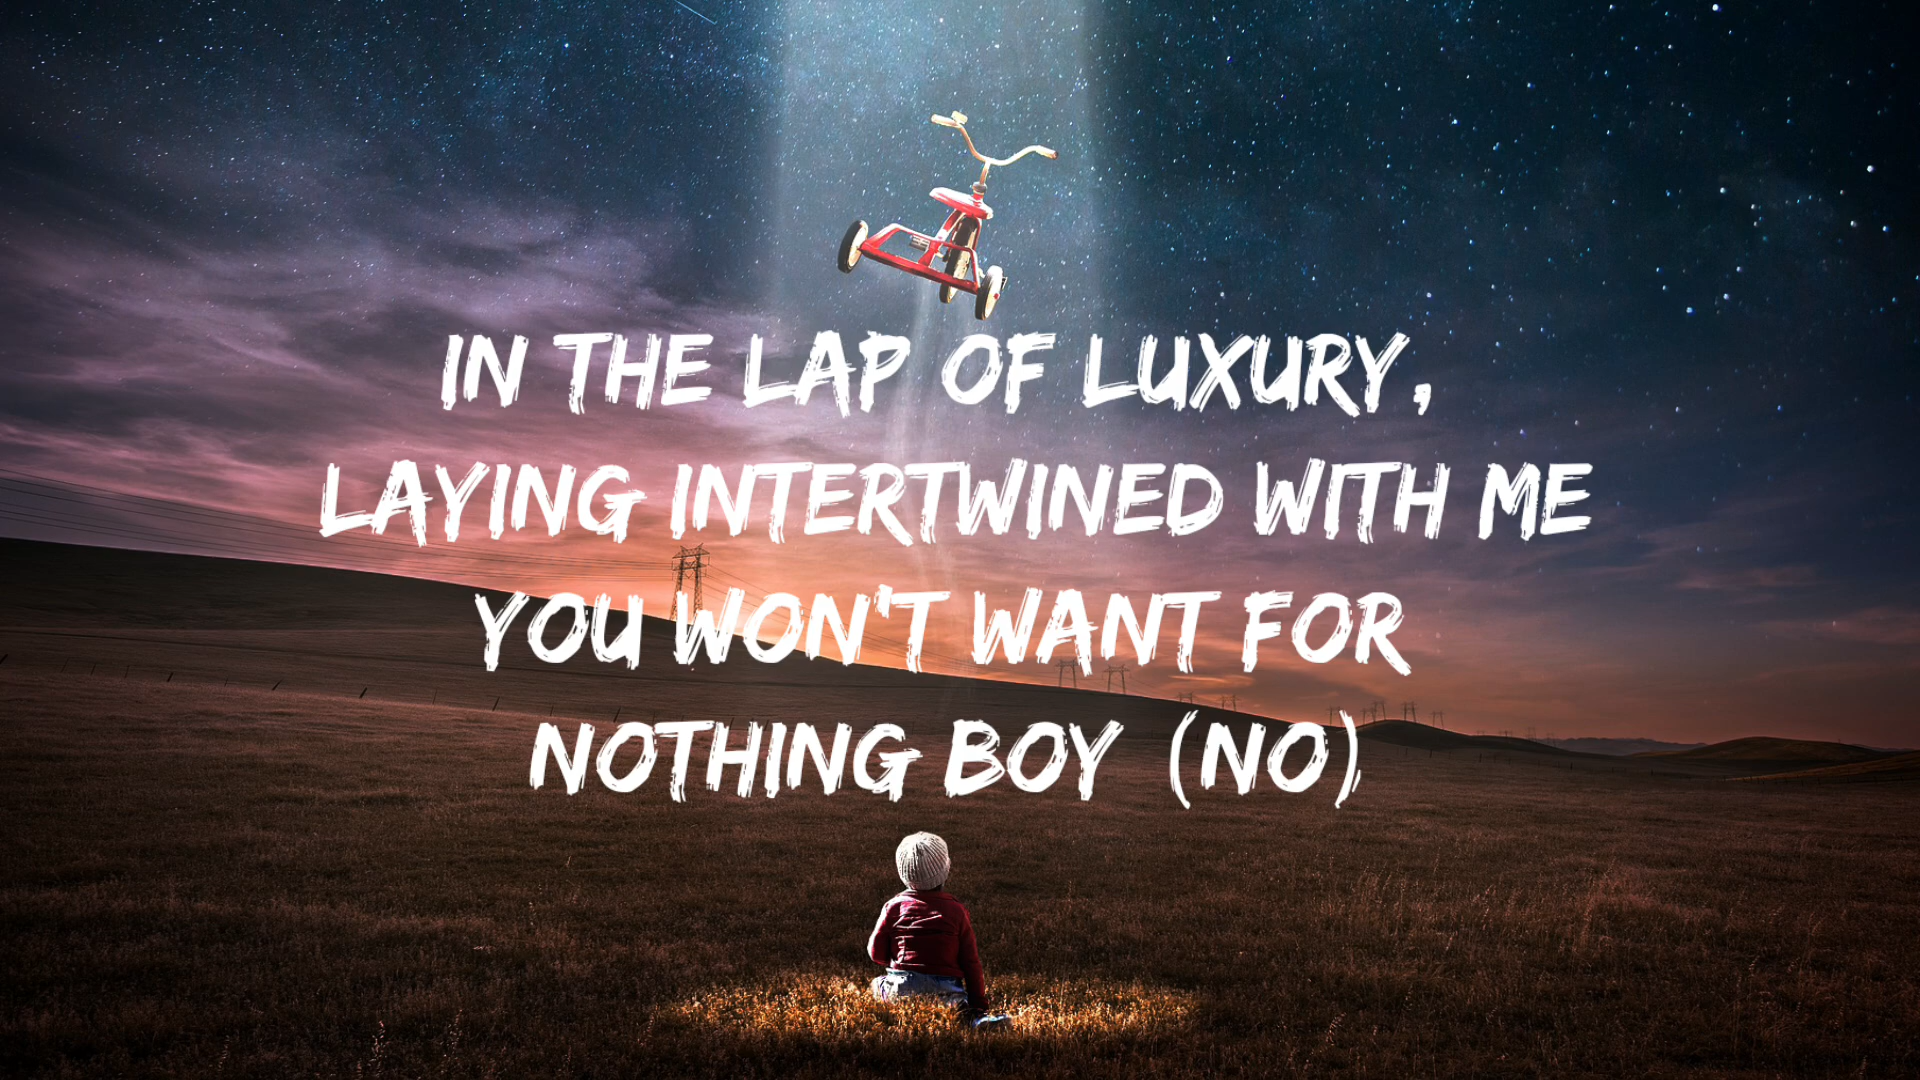 IN THE LAP OF LUXURY,
LAYING INTERTWINED WITH ME
YOU WON'T WANT FOR
NOTHING BOY (NO)